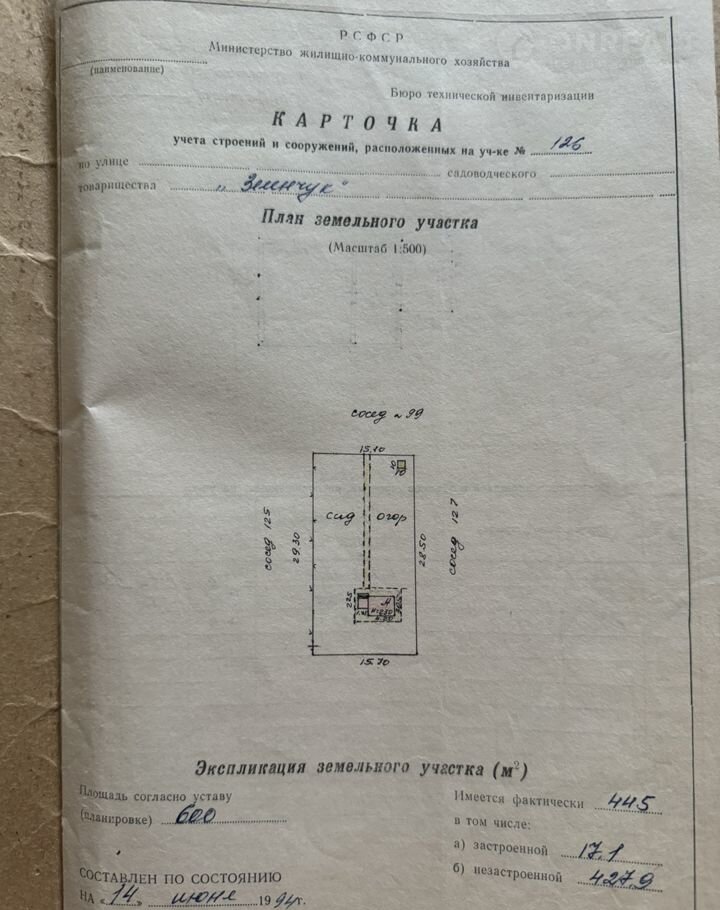 РСФСР
Министерство жилищно-коммунального хозяйства
(наименование)
Бюро технической инвентаризации
КАРТОЧКА
учета строений и сооружений, расположенных на уч-ке № 126
по улице садоводческого
товарищества "Зеленчук"
План земельного участка
(Масштаб 1:500)
сосед 99
15.10
сад огор
сосед 125
29.30
28.50
сосед 127
15.70
Экспликация земельного участка (м²)
Площадь согласно уставу
(планировке) 600
Имеется фактически 445
в том числе:
а) застроенной 17.1
б) незастроенной 427.9
СОСТАВЛЕН ПО СОСТОЯНИЮ
НА «14» июня 1994г.